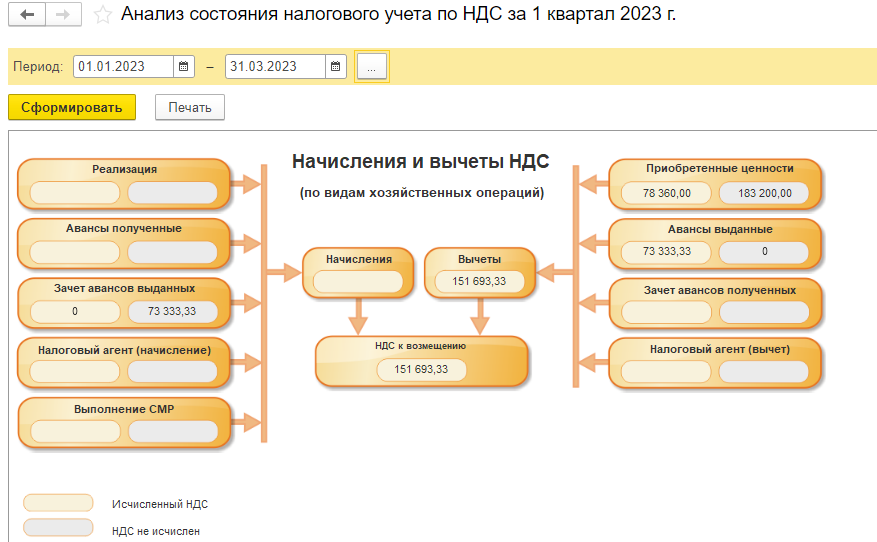 Анализ состояния налогового учета по НДС за 1 квартал 2023 г.
Период: 01.01.2023 – 31.03.2023 ...
Сформировать Печать
Начисления и вычеты НДС
(по видам хозяйственных операций)
Реализация
Авансы полученные
Зачет авансов выданных
0 73 333,33
Налоговый агент (начисление)
Выполнение СМР
Начисления
Вычеты
151 693,33
НДС к возмещению
151 693,33
Приобретенные ценности
78 360,00 183 200,00
Авансы выданные
73 333,33 0
Зачет авансов полученных
Налоговый агент (вычет)
Исчисленный НДС
НДС не исчислен